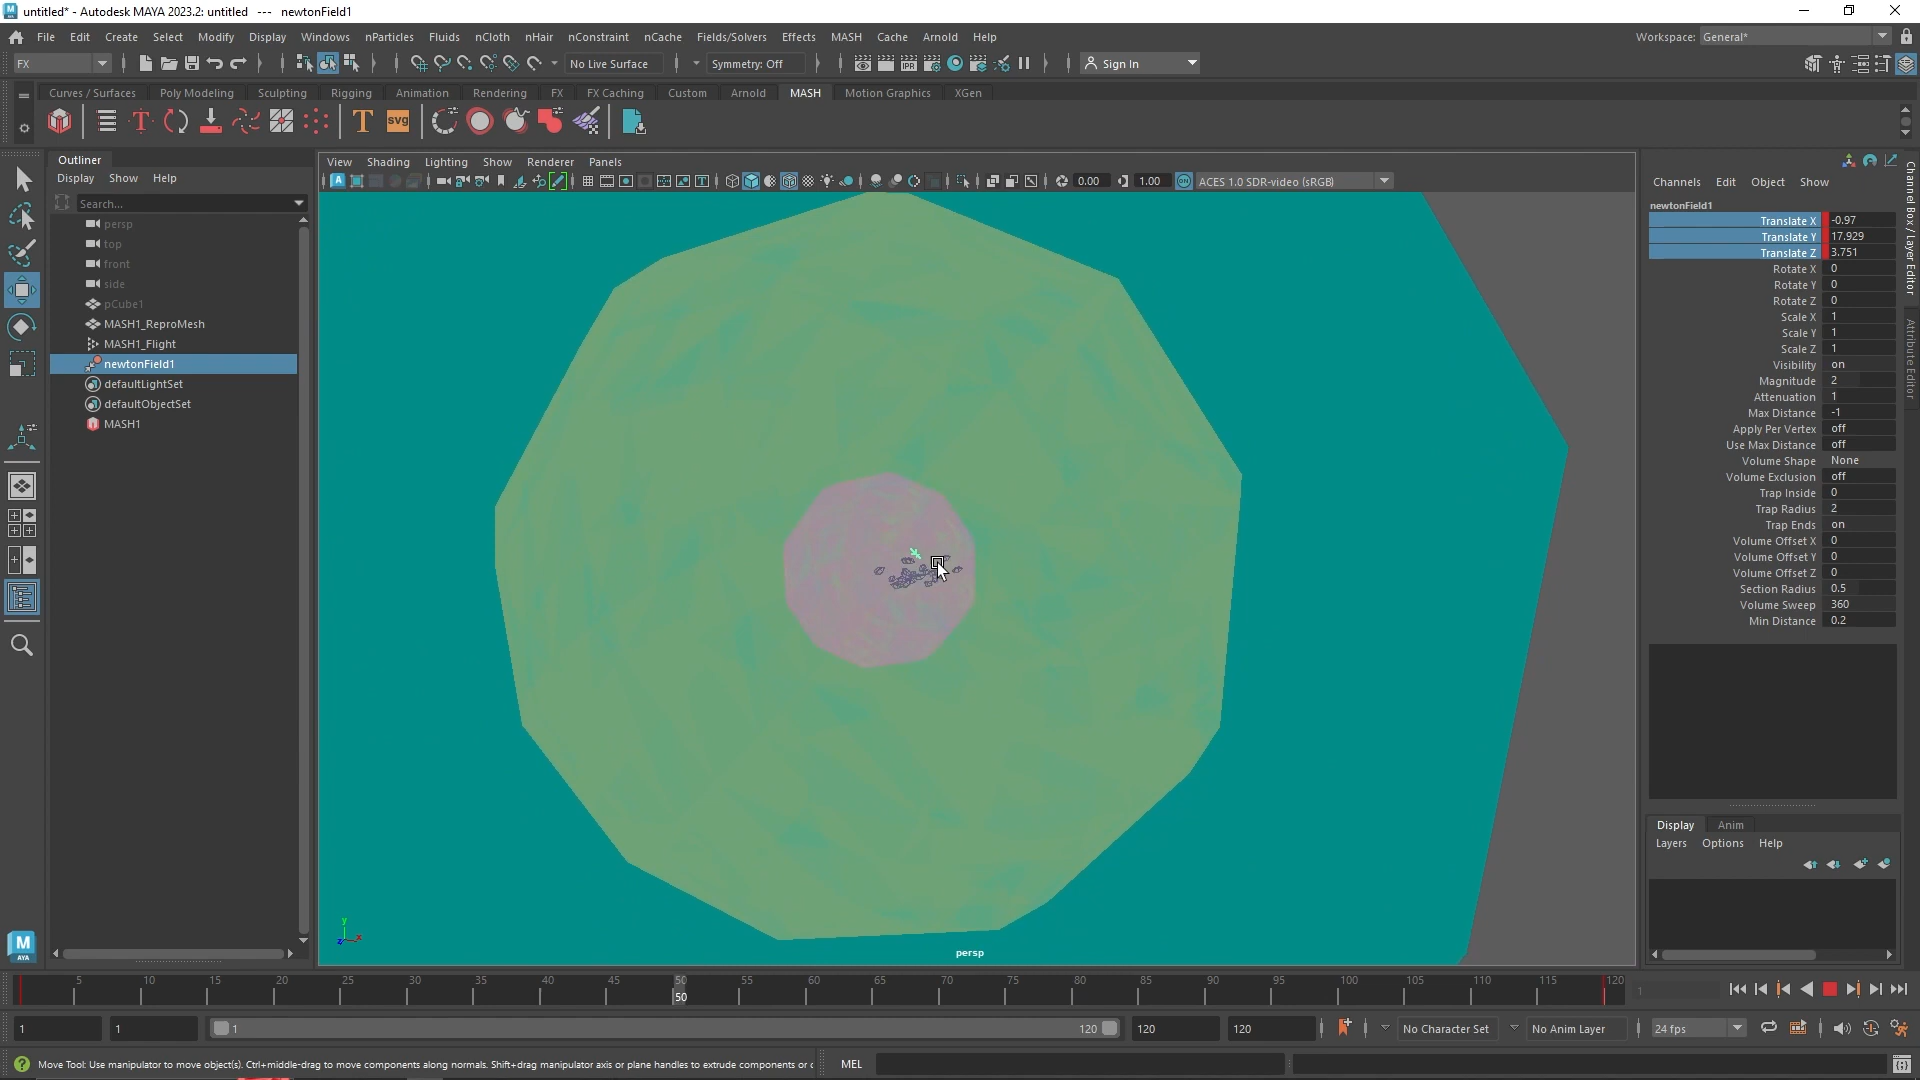 untitled* - Autodesk MAYA 2023.2: untitled --- newtonField1
File Edit Create Select Modify Display Windows nParticles Fluids nCloth nHair nConstraint nCache Fields/Solvers Effects MASH Cache Arnold Help
Workspace: General*
FX No Live Surface Symmetry: Off Sign In
Curves / Surfaces Poly Modeling Sculpting Rigging Animation Rendering FX FX Caching Custom Arnold MASH Motion Graphics XGen
T T svg
Outliner
Display Show Help
Search...
persp
top
front
side
pCube1
MASH1_ReproMesh
MASH1_Flight
newtonField1
defaultLightSet
defaultObjectSet
MASH1
View Shading Lighting Show Renderer Panels
0.00 1.00 ACES 1.0 SDR-video (sRGB)
persp
y
z x
Channels Edit Object Show
newtonField1
Translate X -0.97
Translate Y 17.929
Translate Z 3.751
Rotate X 0
Rotate Y 0
Rotate Z 0
Scale X 1
Scale Y 1
Scale Z 1
Visibility on
Magnitude 2
Attenuation 1
Max Distance -1
Apply Per Vertex off
Use Max Distance off
Volume Shape None
Volume Exclusion off
Trap Inside 0
Trap Radius 2
Trap Ends on
Volume Offset X 0
Volume Offset Y 0
Volume Offset Z 0
Section Radius 0.5
Volume Sweep 360
Min Distance 0.2
Channel Box / Layer Editor
Attribute Editor
Display Anim
Layers Options Help
M
AYA
5 10 15 20 25 30 35 40 45 50 55 60 65 70 75 80 85 90 95 100 105 110 115 120
50
1
1 1 1 120 120 120 No Character Set No Anim Layer 24 fps
Move Tool: Use manipulator to move object(s). Ctrl+middle-drag to move components along normals. Shift+drag manipulator axis or plane handles to extrude components or c
MEL